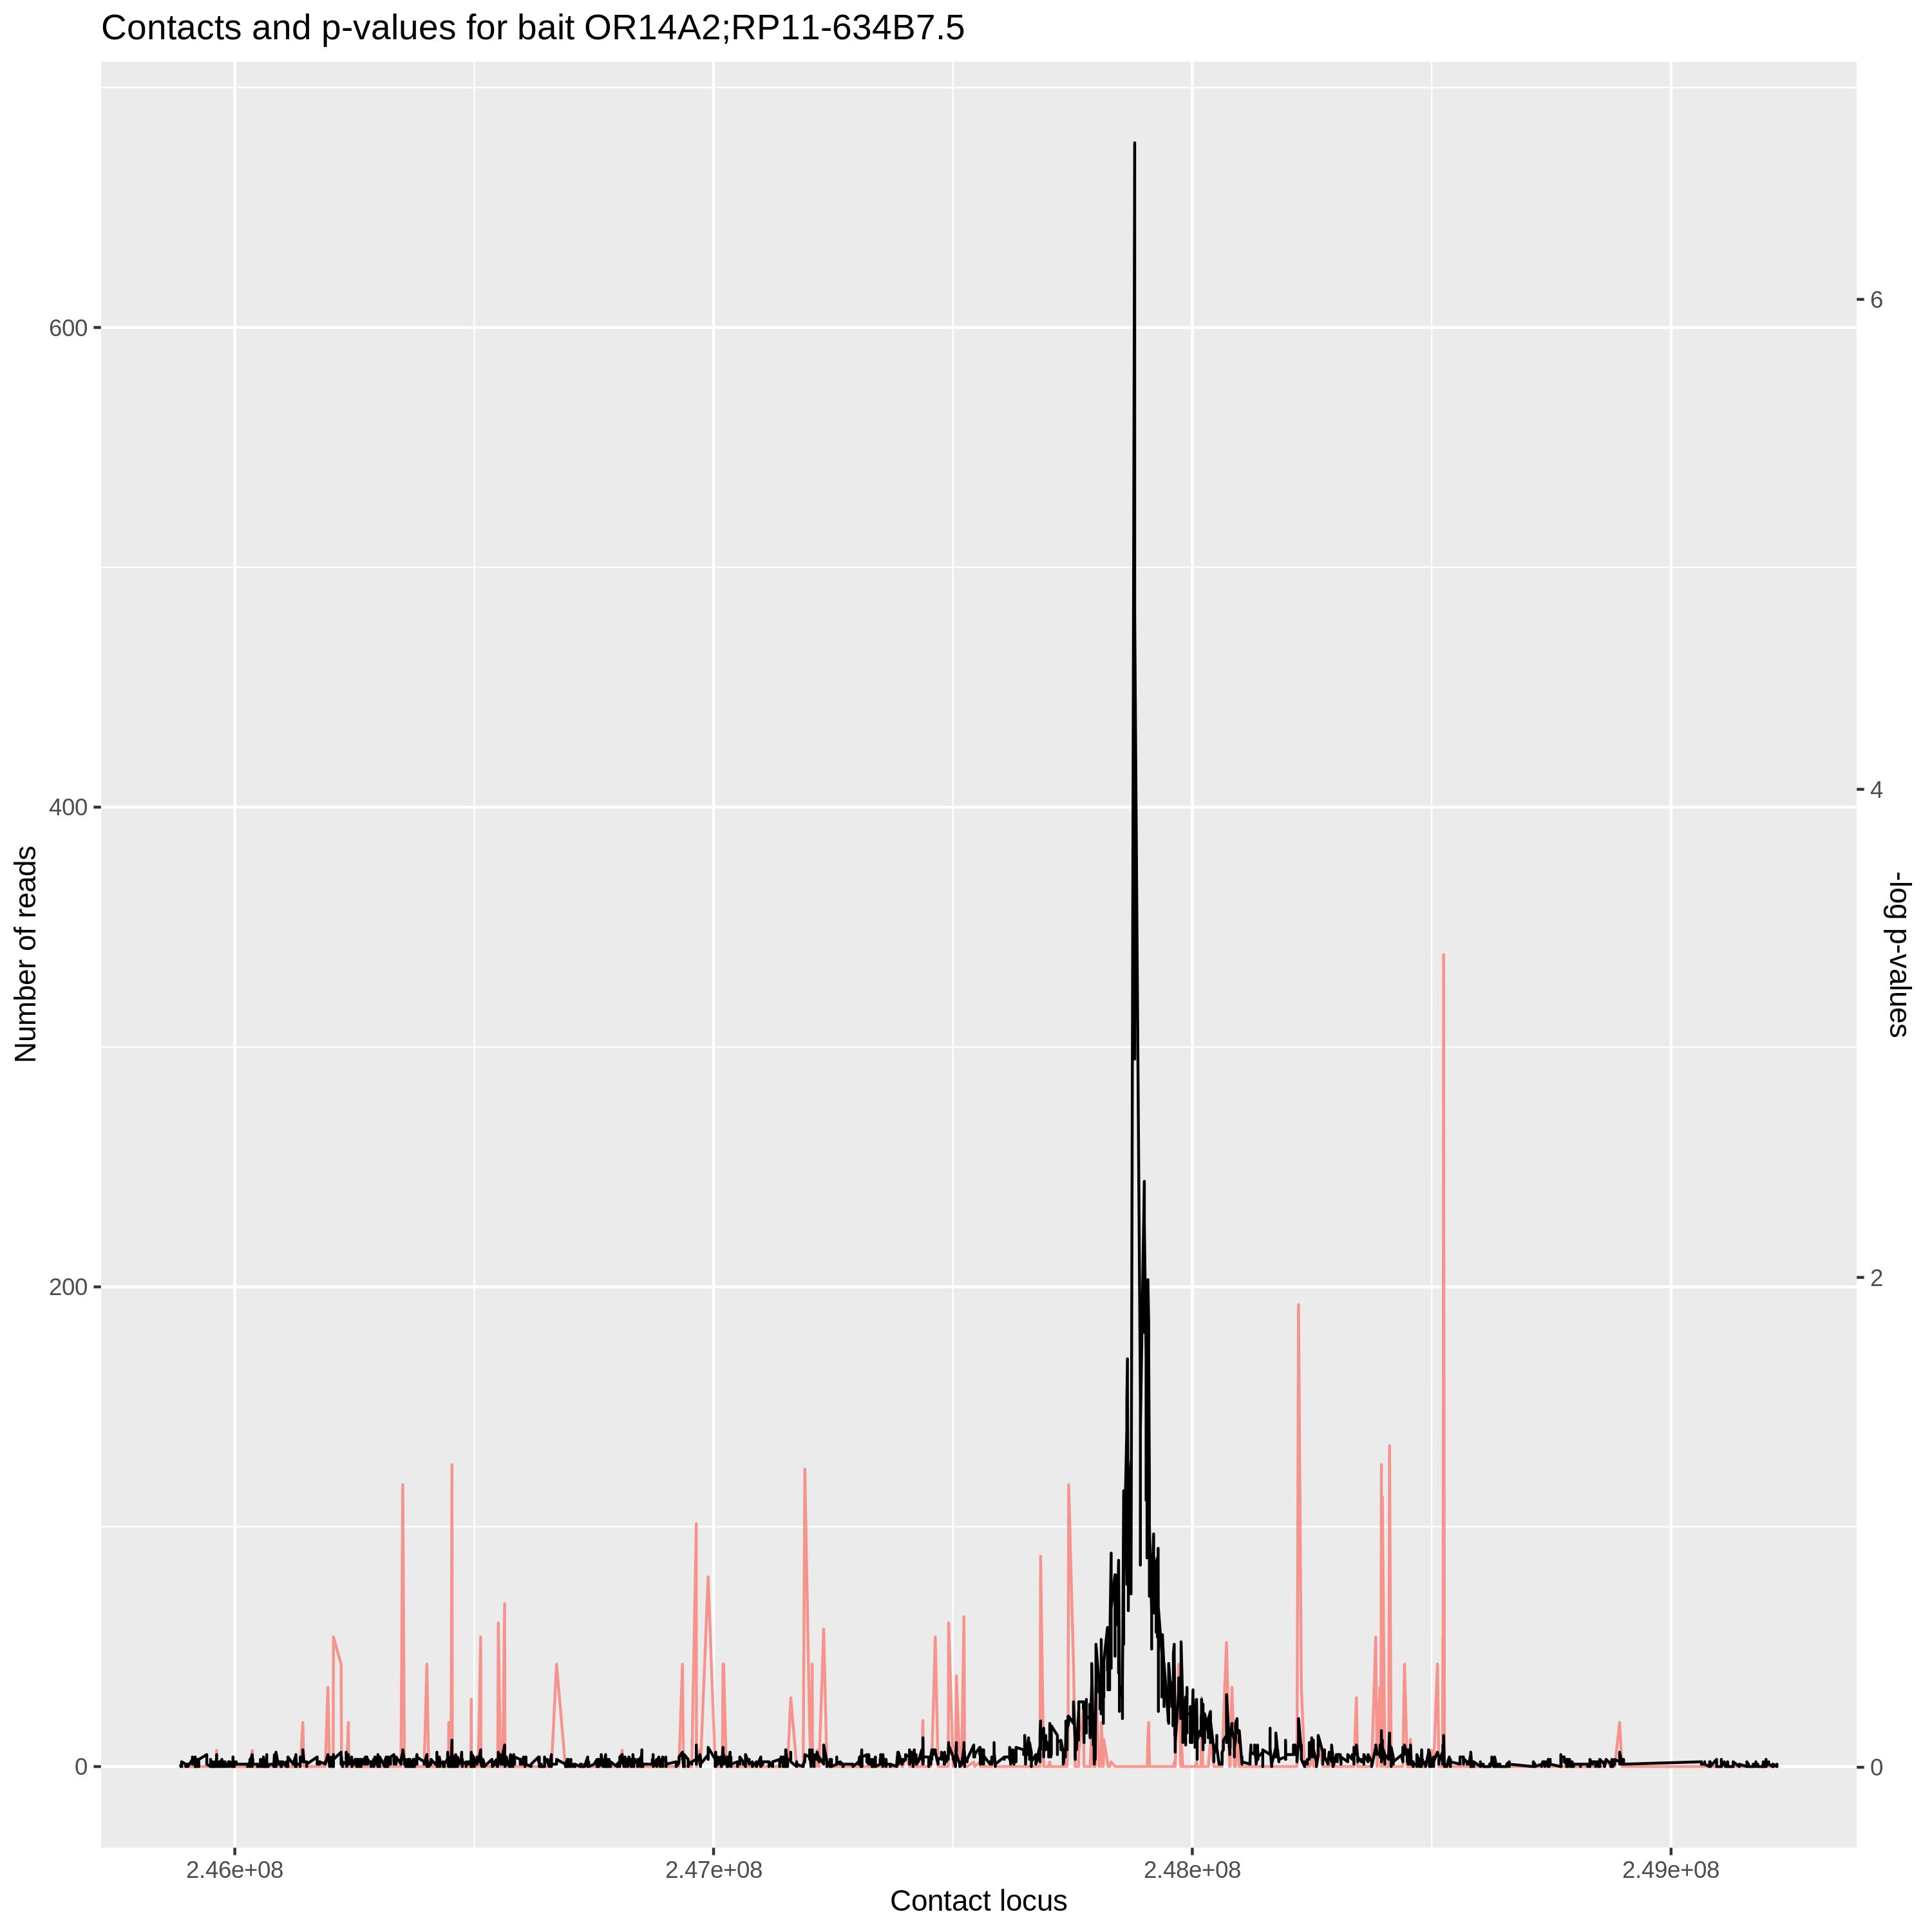 Contacts and p-values for bait OR14A2;RP11-634B7.5
600
400
200
0
Number of reads
6
4
2
0
-log p-values
2.46e+08
2.47e+08
2.48e+08
2.49e+08
Contact locus